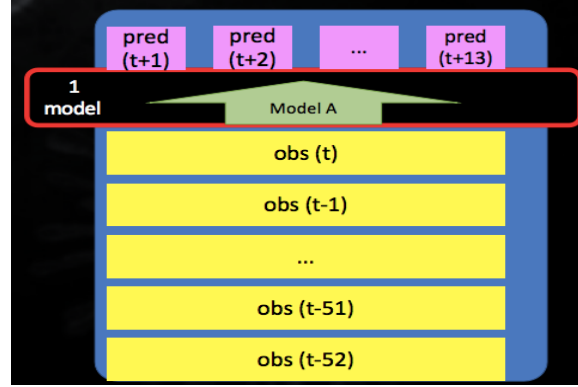 pred
(t+1)
pred
(t+2)
...
pred
(t+13)
1
model
Model A
obs (t)
obs (t-1)
...
obs (t-51)
obs (t-52)